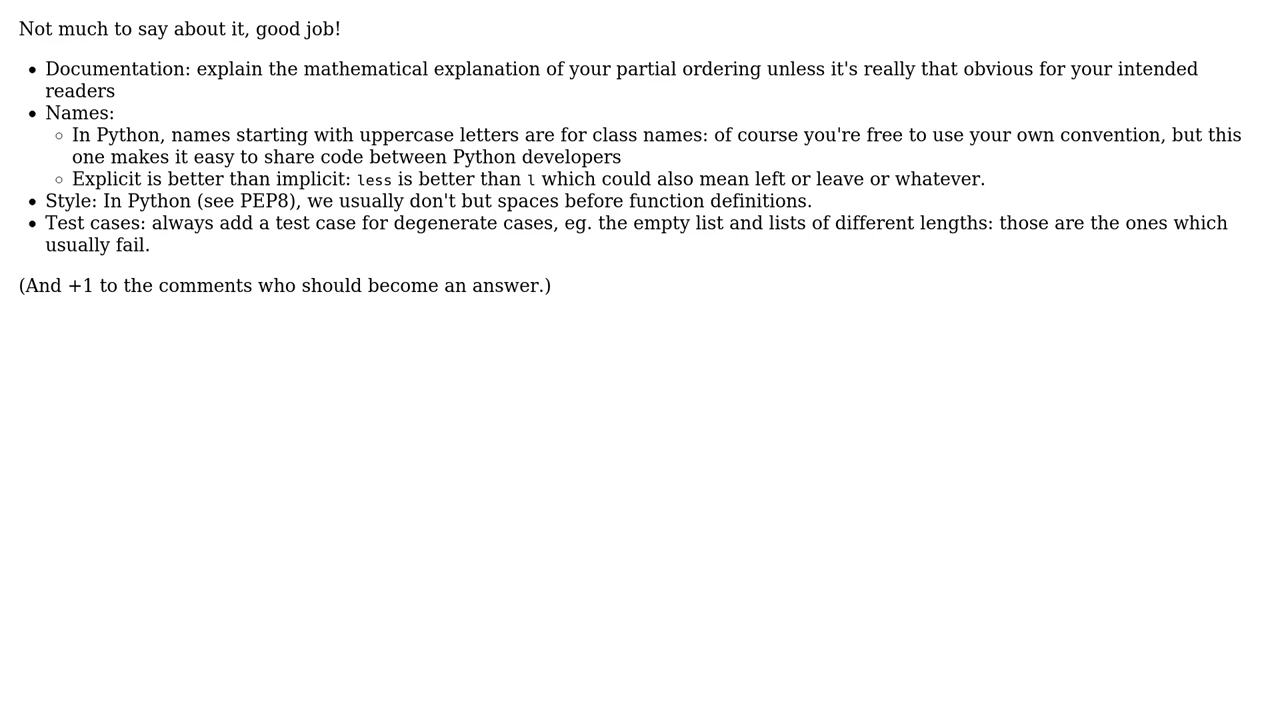 Not much to say about it, good job!
• Documentation: explain the mathematical explanation of your partial ordering unless it's really that obvious for your intended
readers
• Names:
◦ In Python, names starting with uppercase letters are for class names: of course you're free to use your own convention, but this
one makes it easy to share code between Python developers
◦ Explicit is better than implicit: less is better than l which could also mean left or leave or whatever.
• Style: In Python (see PEP8), we usually don't but spaces before function definitions.
• Test cases: always add a test case for degenerate cases, eg. the empty list and lists of different lengths: those are the ones which
usually fail.
(And +1 to the comments who should become an answer.)